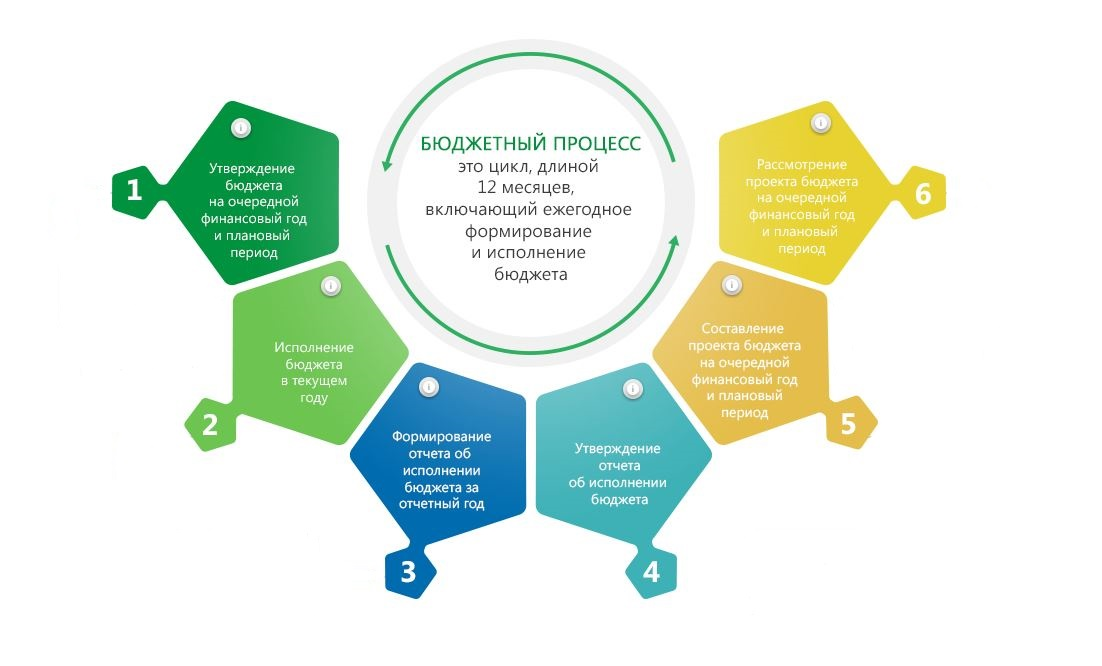 БЮДЖЕТНЫЙ ПРОЦЕСС
это цикл, длиной
12 месяцев,
включающий ежегодное
формирование
и исполнение
бюджета
1
Утверждение
бюджета
на очередной
финансовый год
и плановый
период
2
Исполнение
бюджета
в текущем
году
3
Формирование
отчета об
исполнении
бюджета за
отчетный год
4
Утверждение
отчета
об исполнении
бюджета
5
Составление
проекта бюджета
на очередной
финансовый год
и плановый
период
6
Рассмотрение
проекта бюджета
на очередной
финансовый год
и плановый
период